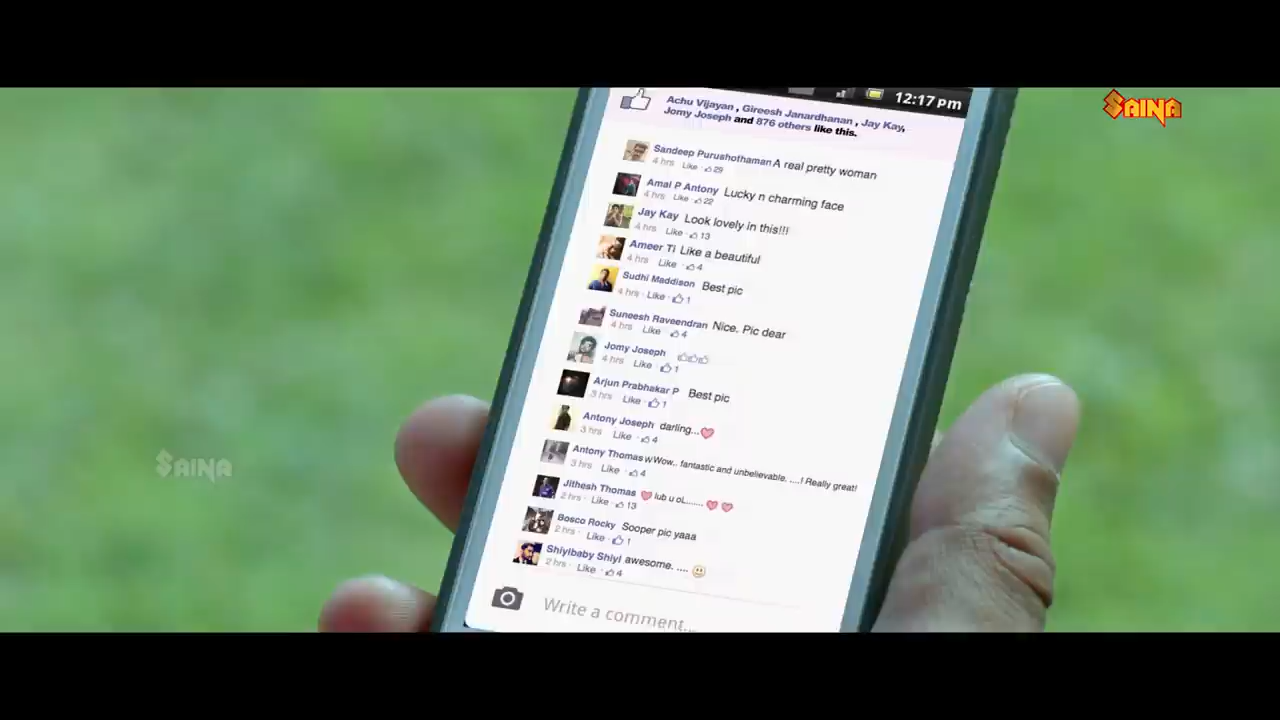 12:17 PM
SAINA
Achu Vijayan , Gireesh Janardhanan , Jay Kay,
Jomy Joseph and 876 others like this.
Sandeep Purushothaman A real pretty woman
4 hrs Like · 29
Amal P Antony Lucky n charming face
4 hrs Like · 22
Jay Kay Look lovely in this!!!
4 hrs Like · 13
Ameer Ti Like a beautiful
4 hrs Like · 4
Sudhi Maddison Best pic
4 hrs · Like · 1
Suneesh Raveendran Nice. Pic dear
4 hrs Like · 4
Jomy Joseph
4 hrs Like · 1
Arjun Prabhakar P Best pic
3 hrs Like · 1
Antony Joseph darling...
3 hrs Like · 4
Antony Thomas wWow.. fantastic and unbelievable. ....! Really great!
3 hrs Like · 4
SAINA
Jithesh Thomas lub u oL.......
2 hrs · Like · 13
Bosco Rocky Sooper pic yaaa
2 hrs · Like · 1
Shiylbaby Shiyl awesome. ....
2 hrs Like · 4
Write a comment...